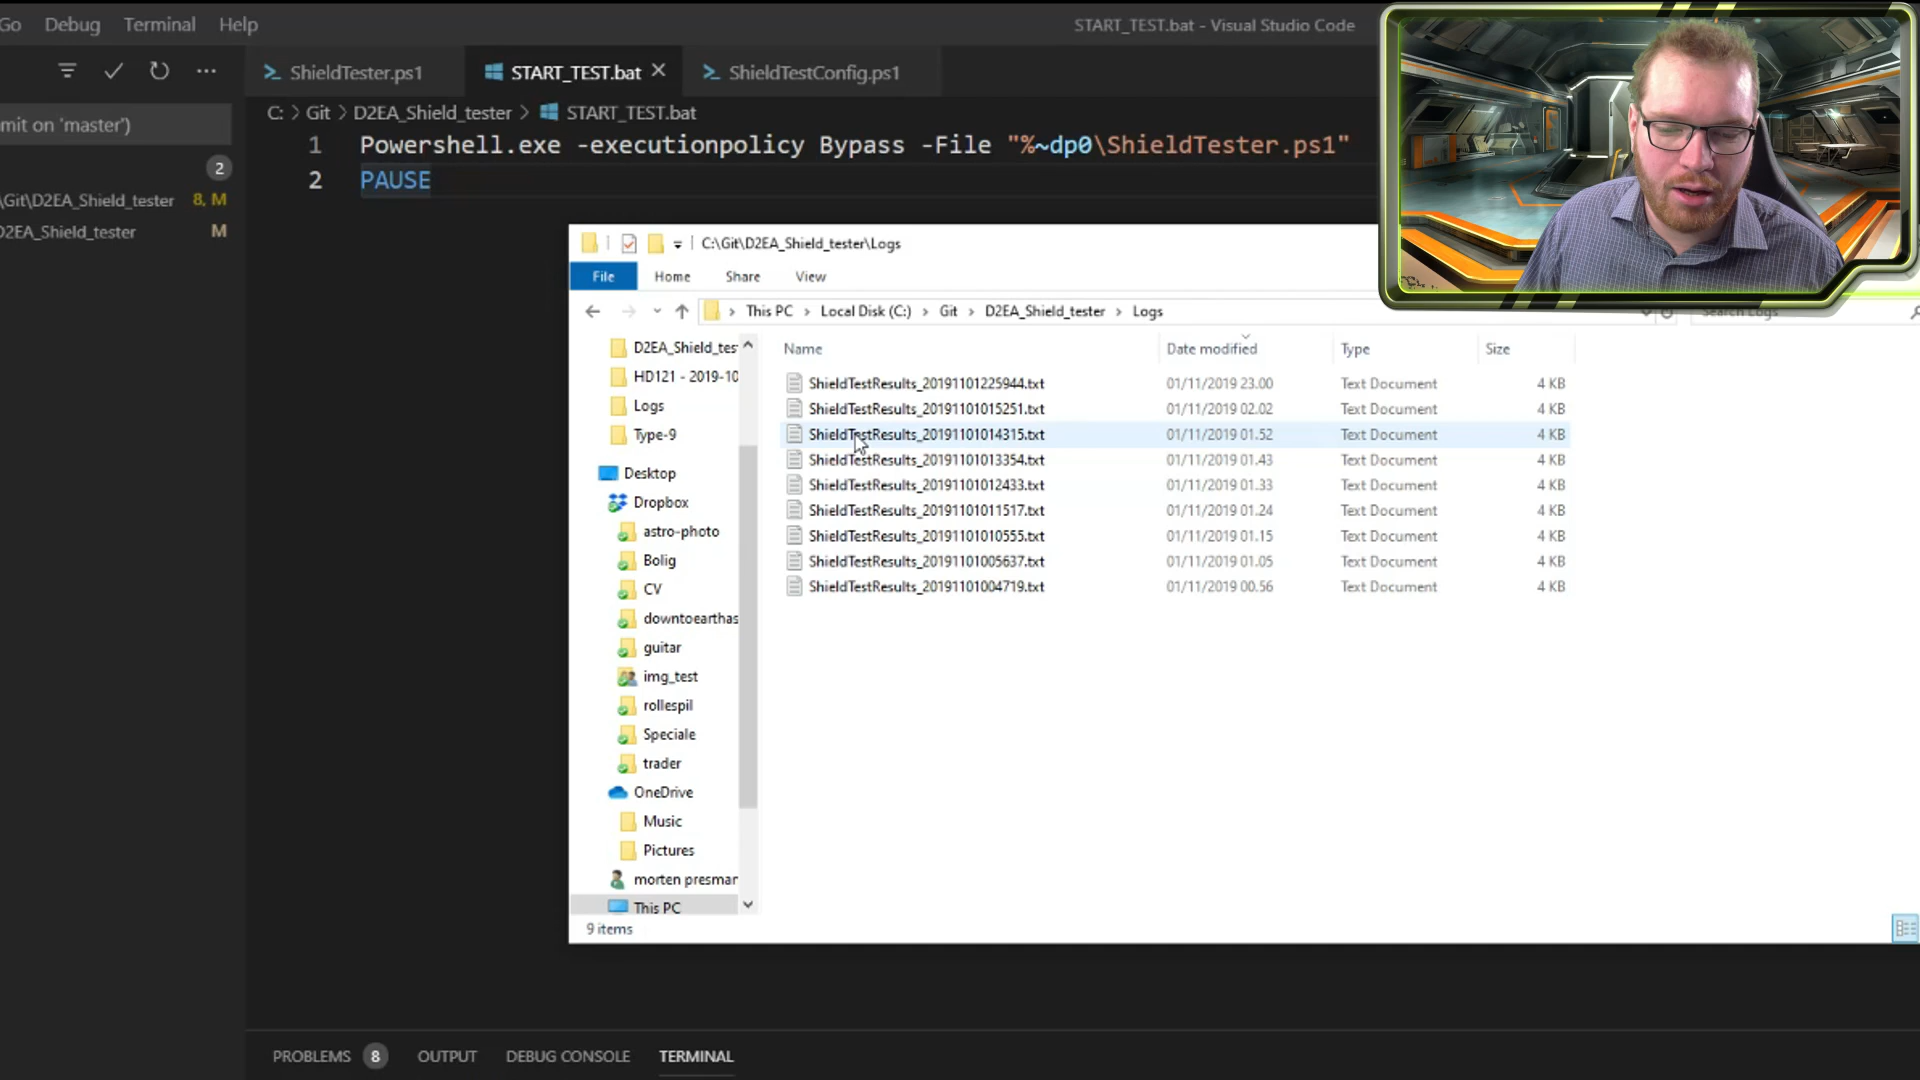 Go Debug Terminal Help
START_TEST.bat - Visual Studio Code
ShieldTester.ps1
START_TEST.bat
ShieldTestConfig.ps1
C: > Git > D2EA_Shield_tester > START_TEST.bat
mit on 'master')
1 Powershell.exe -executionpolicy Bypass -File "%~dp0\ShieldTester.ps1"
2 PAUSE
2
\Git\D2EA_Shield_tester 8, M
D2EA_Shield_tester M
C:\Git\D2EA_Shield_tester\Logs
File Home Share View
This PC > Local Disk (C:) > Git > D2EA_Shield_tester > Logs
Search Logs
D2EA_Shield_tes
HD121 - 2019-10
Logs
Type-9
Desktop
Dropbox
astro-photo
Bolig
CV
downtoearthas
guitar
img_test
rollespil
Speciale
trader
OneDrive
Music
Pictures
morten presmar
This PC
Name Date modified Type Size
ShieldTestResults_20191101225944.txt 01/11/2019 23.00 Text Document 4 KB
ShieldTestResults_20191101015251.txt 01/11/2019 02.02 Text Document 4 KB
ShieldTestResults_20191101014315.txt 01/11/2019 01.52 Text Document 4 KB
ShieldTestResults_20191101013354.txt 01/11/2019 01.43 Text Document 4 KB
ShieldTestResults_20191101012433.txt 01/11/2019 01.33 Text Document 4 KB
ShieldTestResults_20191101011517.txt 01/11/2019 01.24 Text Document 4 KB
ShieldTestResults_20191101010555.txt 01/11/2019 01.15 Text Document 4 KB
ShieldTestResults_20191101005637.txt 01/11/2019 01.05 Text Document 4 KB
ShieldTestResults_20191101004719.txt 01/11/2019 00.56 Text Document 4 KB
9 items
PROBLEMS 8 OUTPUT DEBUG CONSOLE TERMINAL